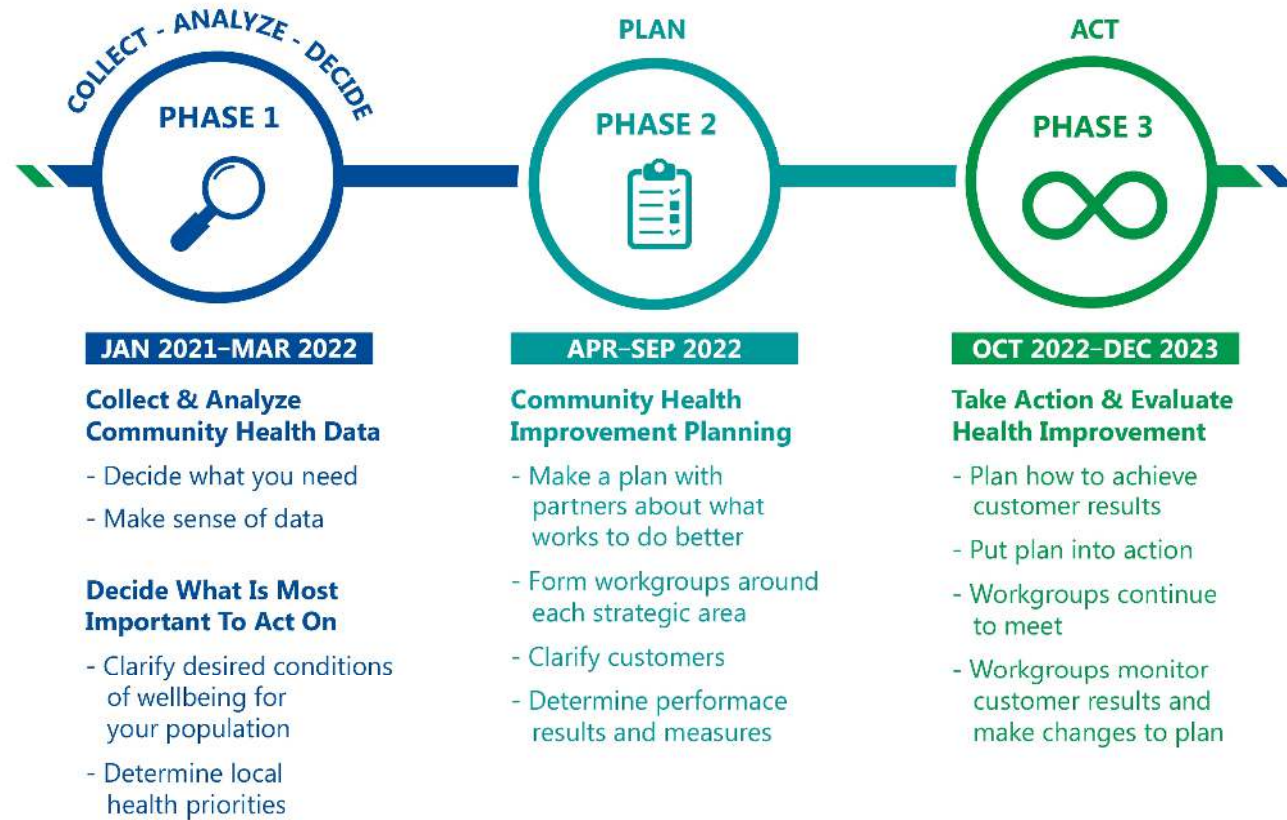 COLLECT - ANALYZE - DECIDE
PHASE 1
JAN 2021–MAR 2022
Collect & Analyze
Community Health Data
- Decide what you need
- Make sense of data
Decide What Is Most
Important To Act On
- Clarify desired conditions
of wellbeing for
your population
- Determine local
health priorities
PLAN
PHASE 2
APR–SEP 2022
Community Health
Improvement Planning
- Make a plan with
partners about what
works to do better
- Form workgroups around
each strategic area
- Clarify customers
- Determine performace
results and measures
ACT
PHASE 3
OCT 2022–DEC 2023
Take Action & Evaluate
Health Improvement
- Plan how to achieve
customer results
- Put plan into action
- Workgroups continue
to meet
- Workgroups monitor
customer results and
make changes to plan